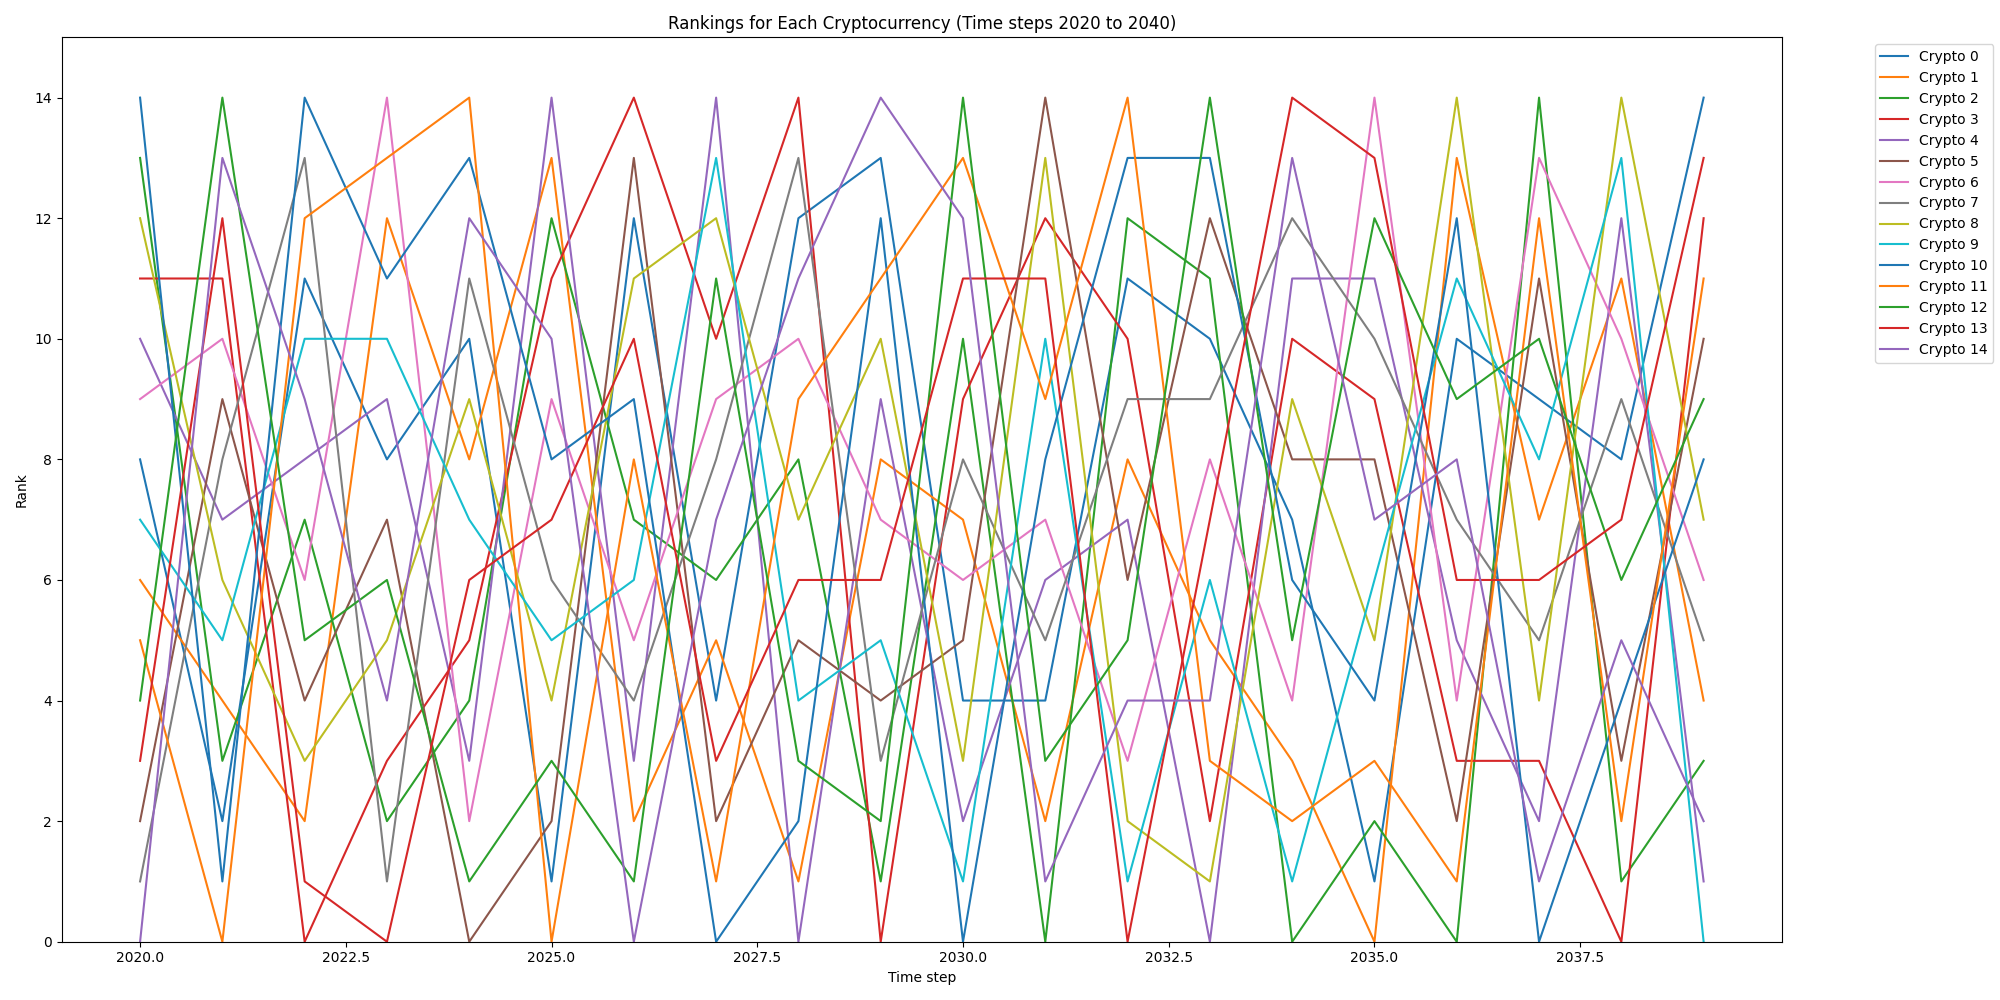 Rankings for Each Cryptocurrency (Time steps 2020 to 2040)
Rank
14
12
10
8
6
4
2
0
2020.0 2022.5 2025.0 2027.5 2030.0 2032.5 2035.0 2037.5
Time step
Crypto 0
Crypto 1
Crypto 2
Crypto 3
Crypto 4
Crypto 5
Crypto 6
Crypto 7
Crypto 8
Crypto 9
Crypto 10
Crypto 11
Crypto 12
Crypto 13
Crypto 14